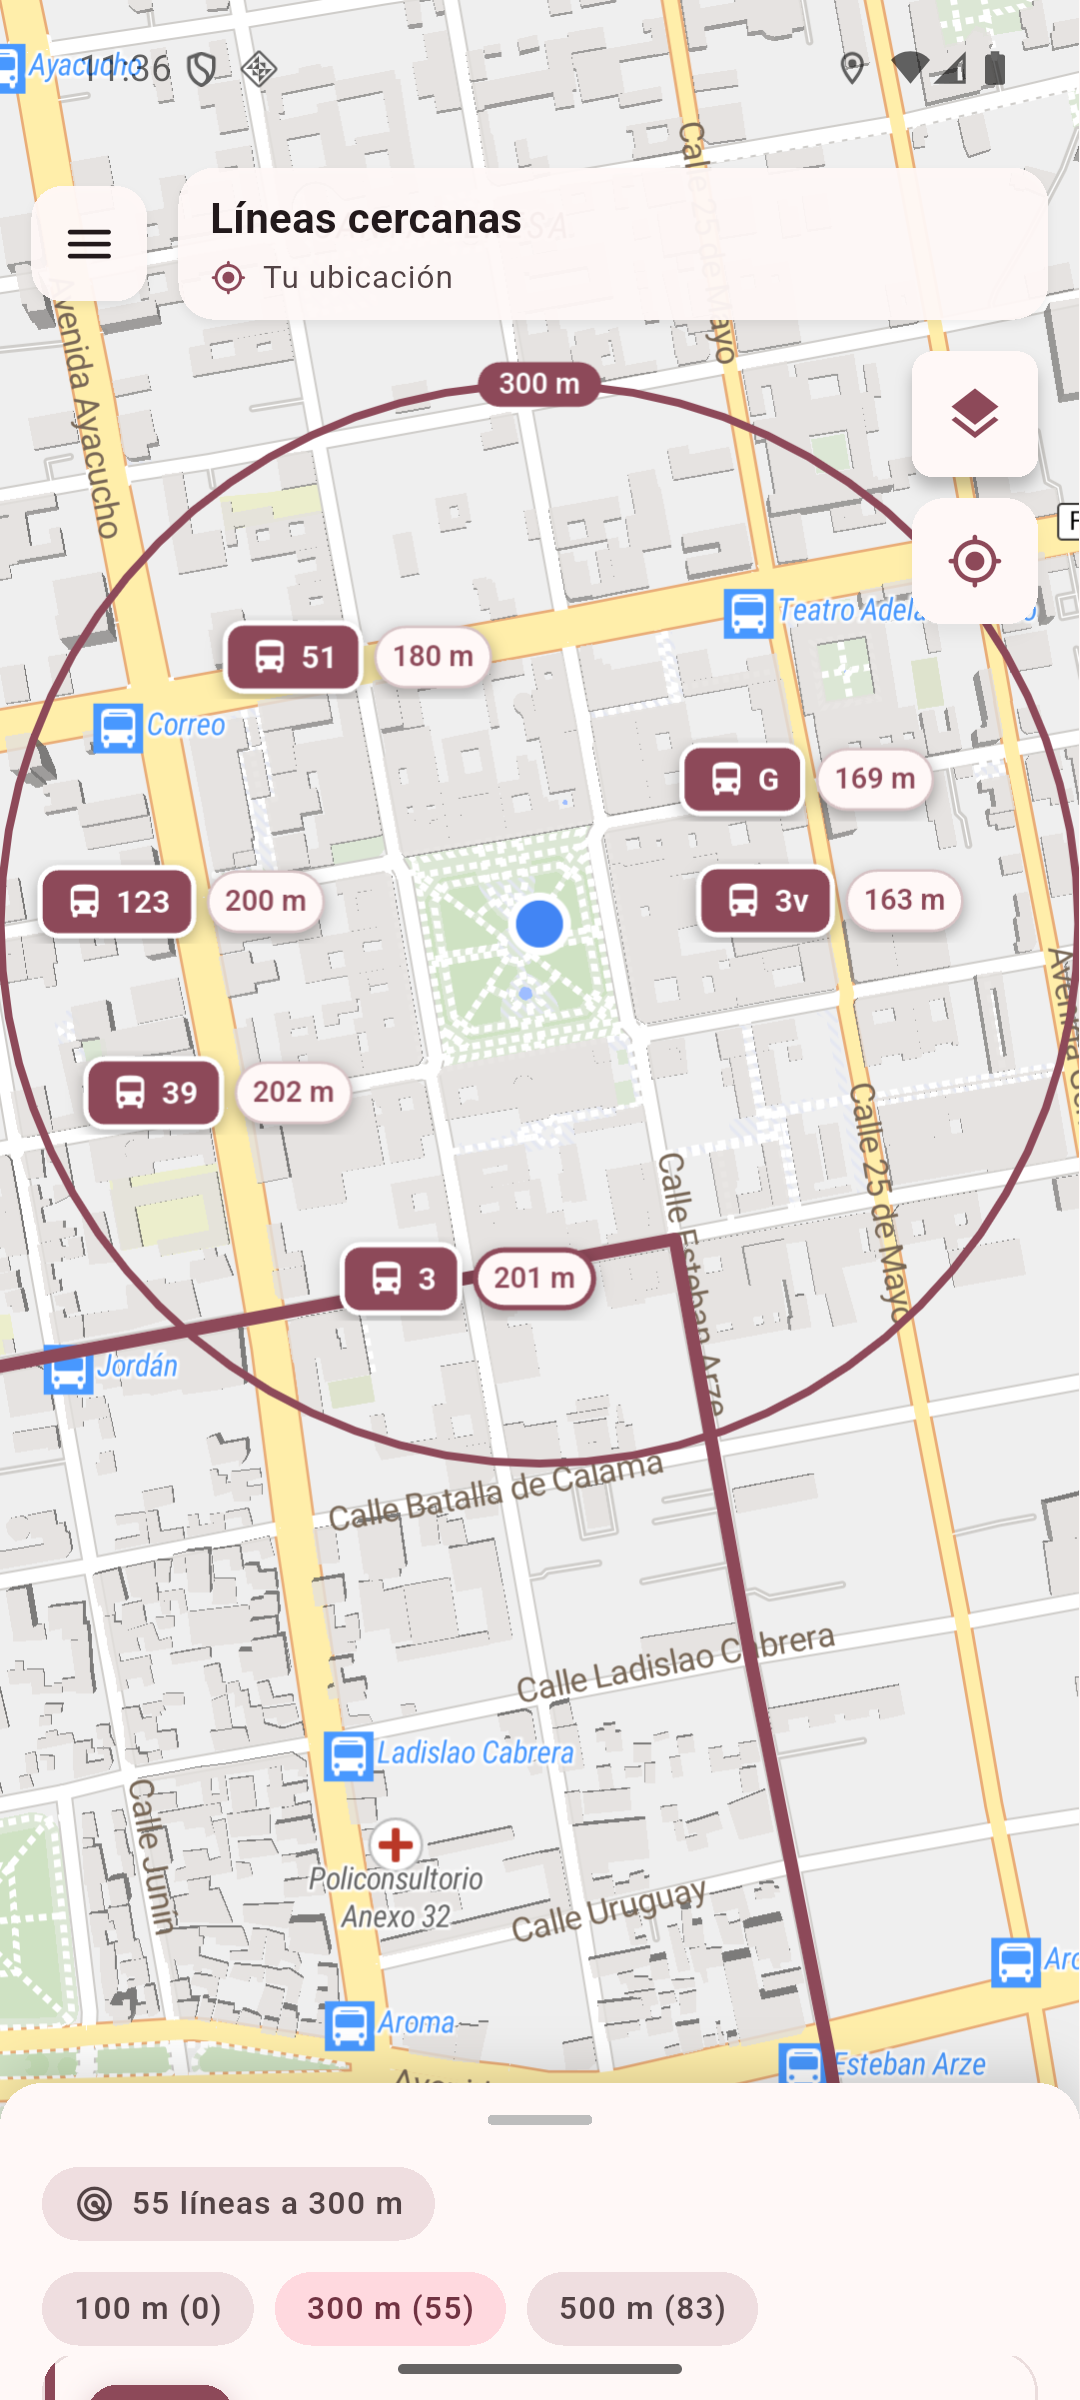 Ayacucho
11:36
Calle 25 de Mayo
Líneas cercanas
Tu ubicación
Avenida Ayacucho
300 m
Teatro Adela
51
180 m
Correo
G
169 m
123
200 m
3v
163 m
39
202 m
Calle 25 de Mayo
Calle Esteban Arze
3
201 m
Jordán
Calle Batalla de Calama
Calle Ladislao Cabrera
Ladislao Cabrera
Calle Junín
Policonsultorio
Anexo 32
Calle Uruguay
Aroma
Esteban Arze
55 líneas a 300 m
100 m (0)
300 m (55)
500 m (83)